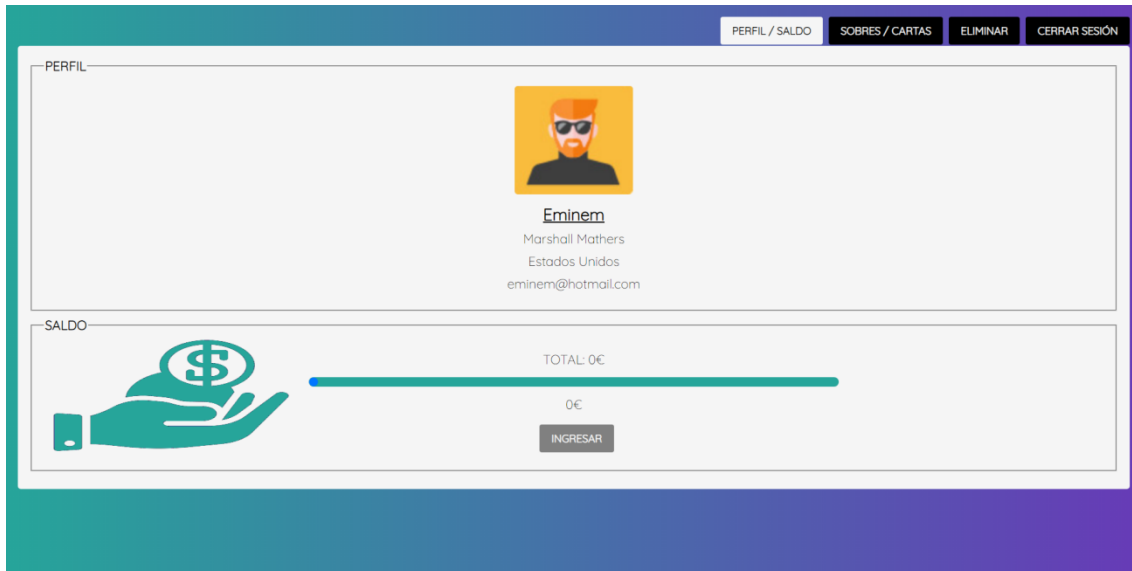 PERFIL / SALDO SOBRES / CARTAS ELIMINAR CERRAR SESIÓN
PERFIL
Eminem
Marshall Mathers
Estados Unidos
eminem@hotmail.com
SALDO
$
TOTAL: 0€
0€
INGRESAR